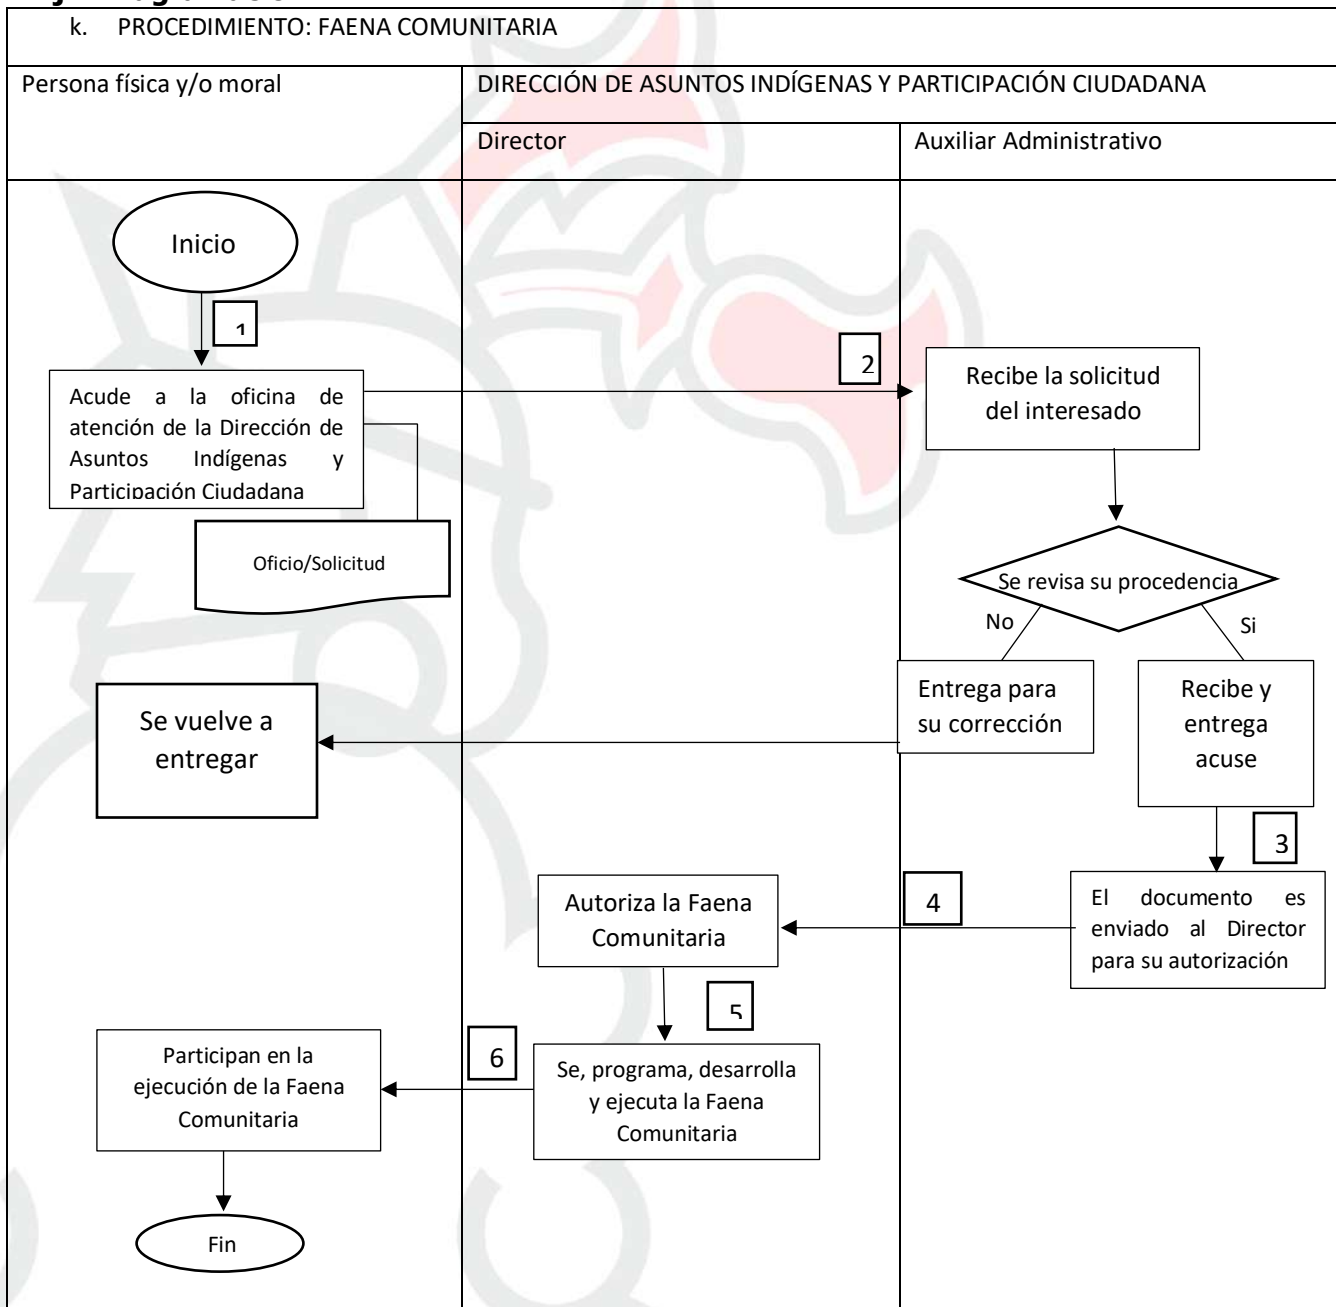 k. PROCEDIMIENTO: FAENA COMUNITARIA
Persona física y/o moral
DIRECCIÓN DE ASUNTOS INDÍGENAS Y PARTICIPACIÓN CIUDADANA
Director
Auxiliar Administrativo
Inicio
1
Acude a la oficina de
atención de la Dirección de
Asuntos Indígenas y
Participación Ciudadana
Oficio/Solicitud
2
Recibe la solicitud
del interesado
Se revisa su procedencia
No
Si
Entrega para
su corrección
Recibe y
entrega
acuse
Se vuelve a
entregar
3
El documento es
enviado al Director
para su autorización
4
Autoriza la Faena
Comunitaria
5
Se, programa, desarrolla
y ejecuta la Faena
Comunitaria
6
Participan en la
ejecución de la Faena
Comunitaria
Fin